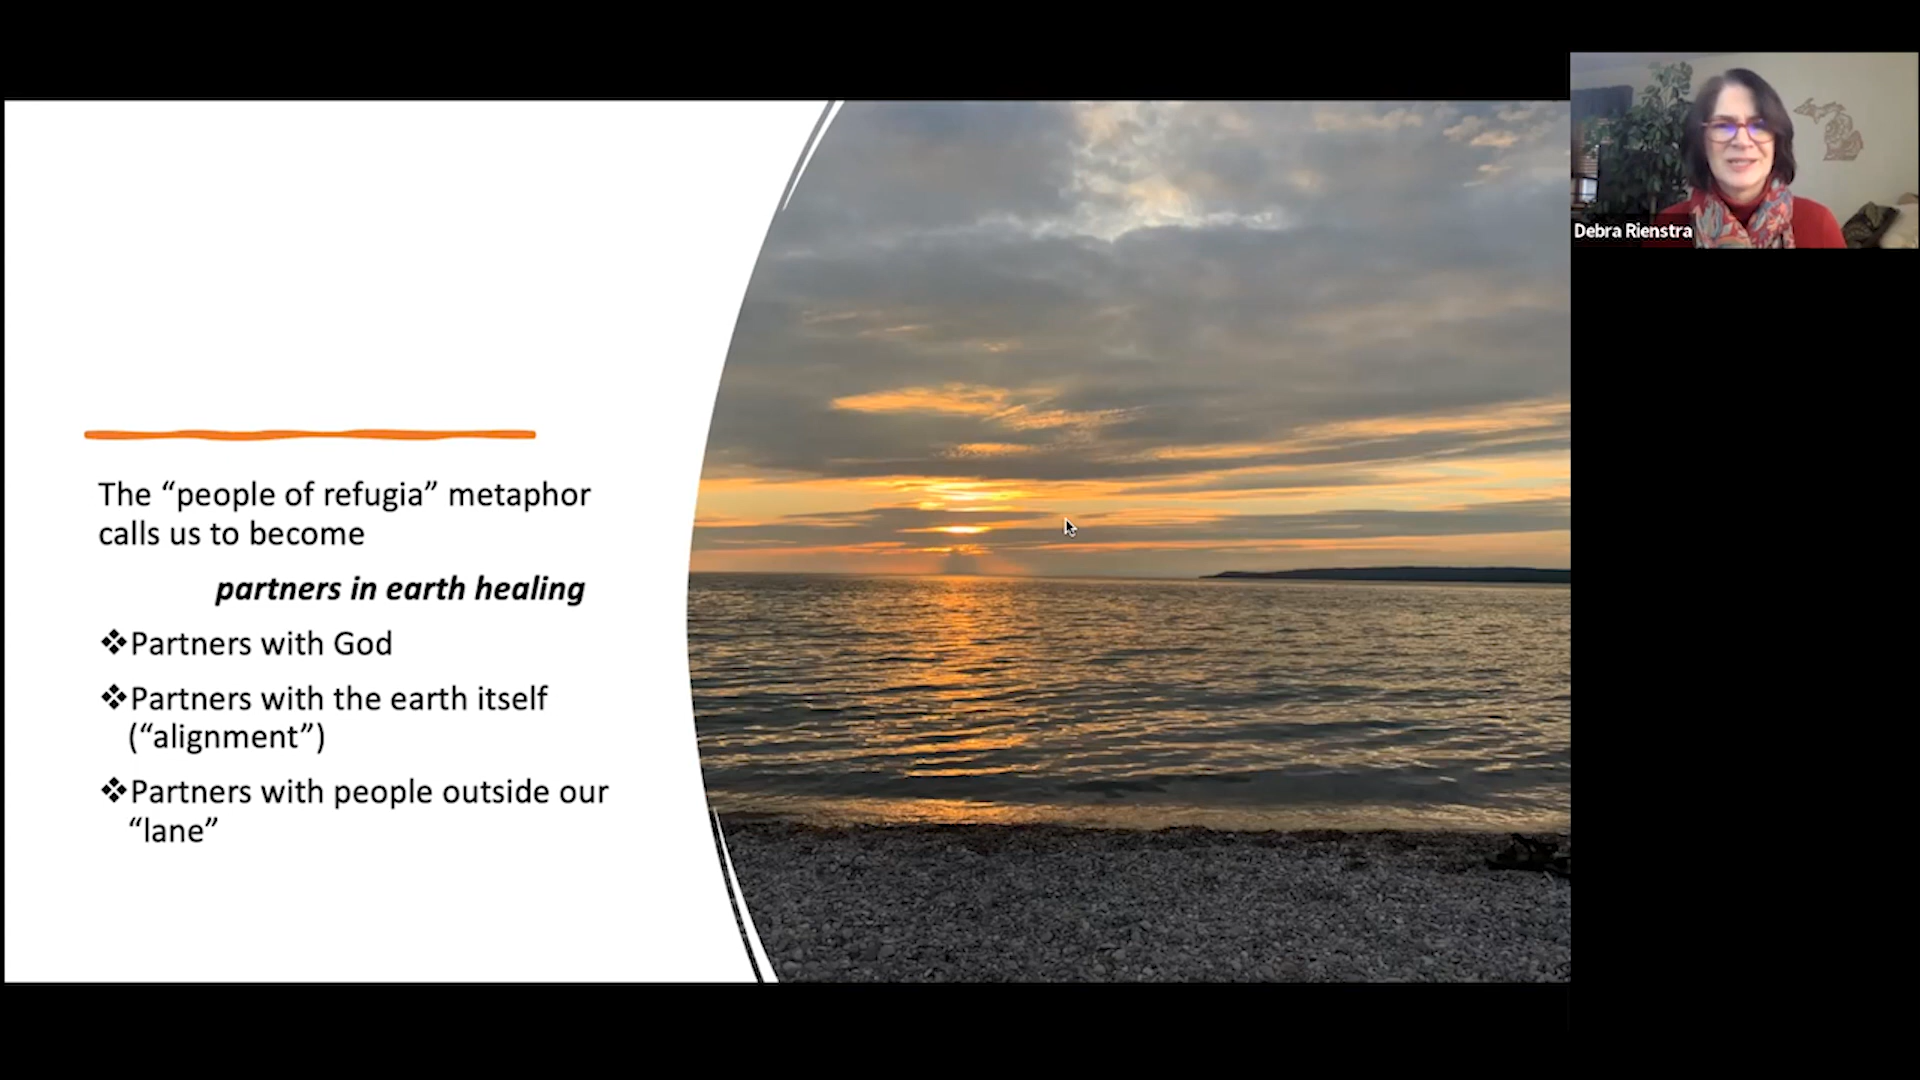 Debra Rienstra
The “people of refugia” metaphor
calls us to become
partners in earth healing
❖Partners with God
❖Partners with the earth itself
(“alignment”)
❖Partners with people outside our
“lane”